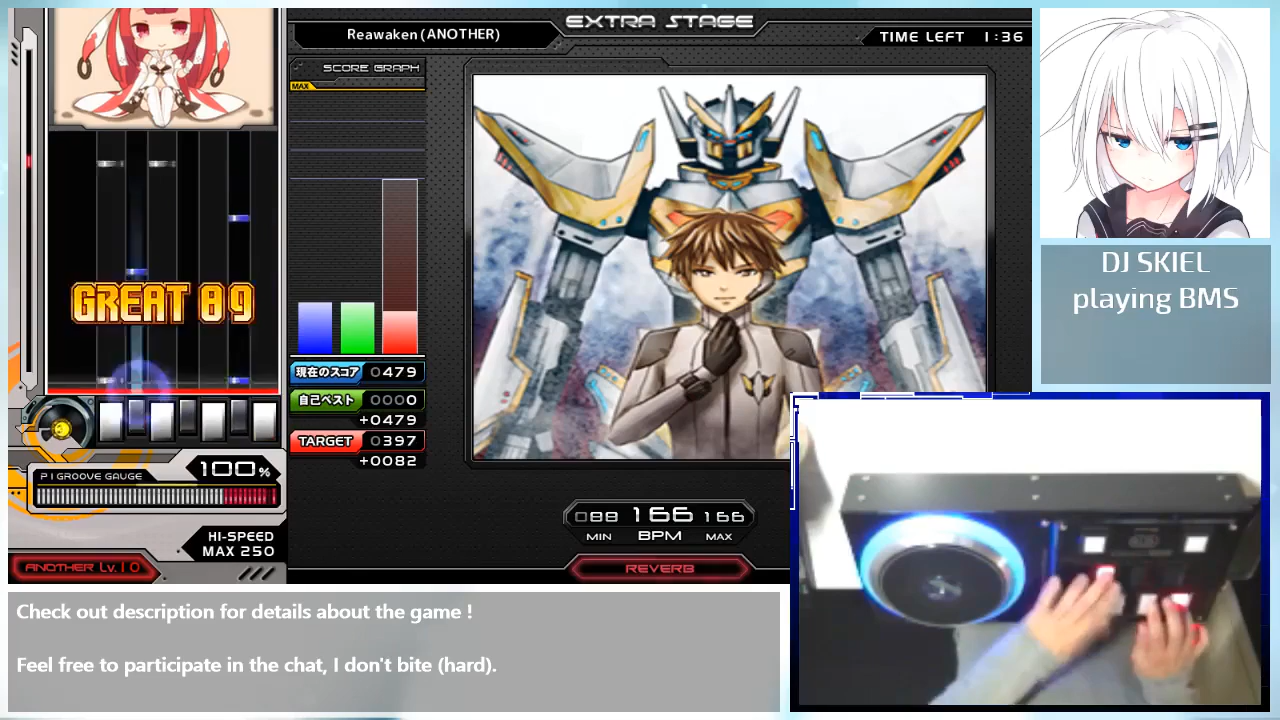 EXTRA STAGE
Reawaken(ANOTHER)
TIME LEFT 1:36
SCORE GRAPH
MAX
GREAT 89
現在のスコア 0479
自己ベスト 0000
+0479
TARGET 0397
+0082
P1 GROOVE GAUGE
100%
HI-SPEED
MAX 250
ANOTHER Lv.10
088 166 166
MIN BPM MAX
REVERB
DJ SKIEL
playing BMS
Check out description for details about the game !
Feel free to participate in the chat, I don't bite (hard).